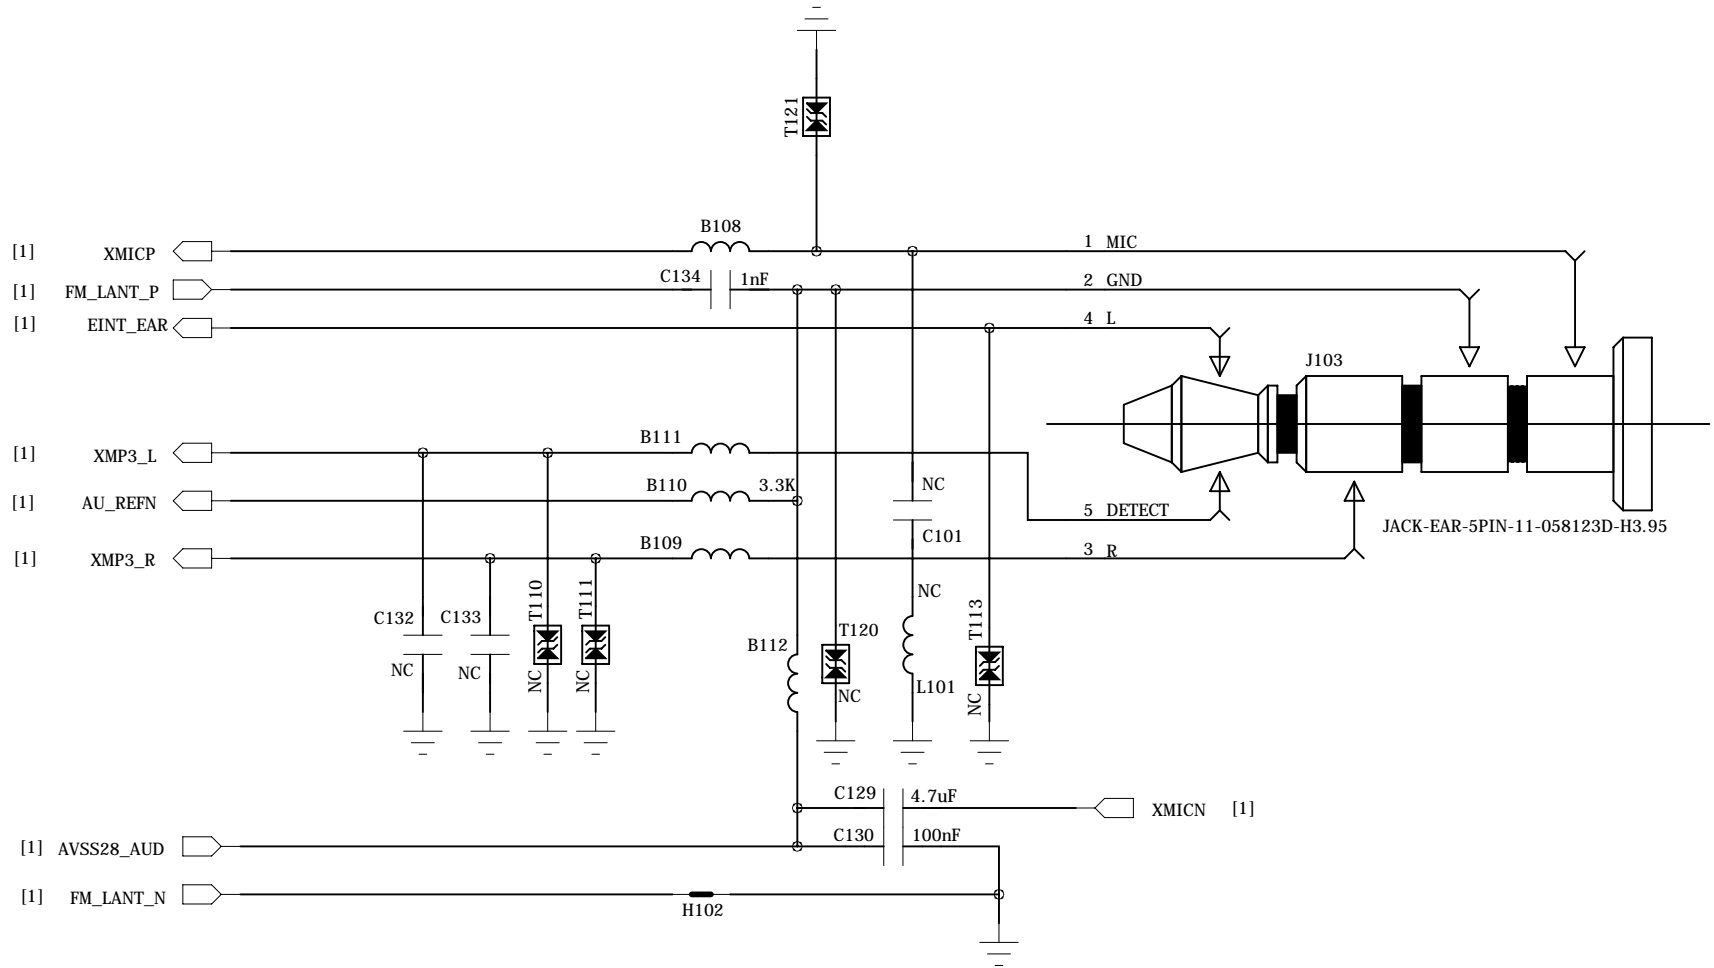 T121
B108
[1] XMICP
1 MIC
C134 1nF
[1] FM_LANT_P
2 GND
[1] EINT_EAR
4 L
J103
B111
[1] XMP3_L
B110 3.3K
NC
[1] AU_REFN
5 DETECT
JACK-EAR-5PIN-11-058123D-H3.95
C101
B109
[1] XMP3_R
3 R
NC
C132
C133
T110
T111
T113
T120
B112
NC
NC
NC
NC
NC
L101
NC
C129 4.7uF
XMICN [1]
C130 100nF
[1] AVSS28_AUD
[1] FM_LANT_N
H102